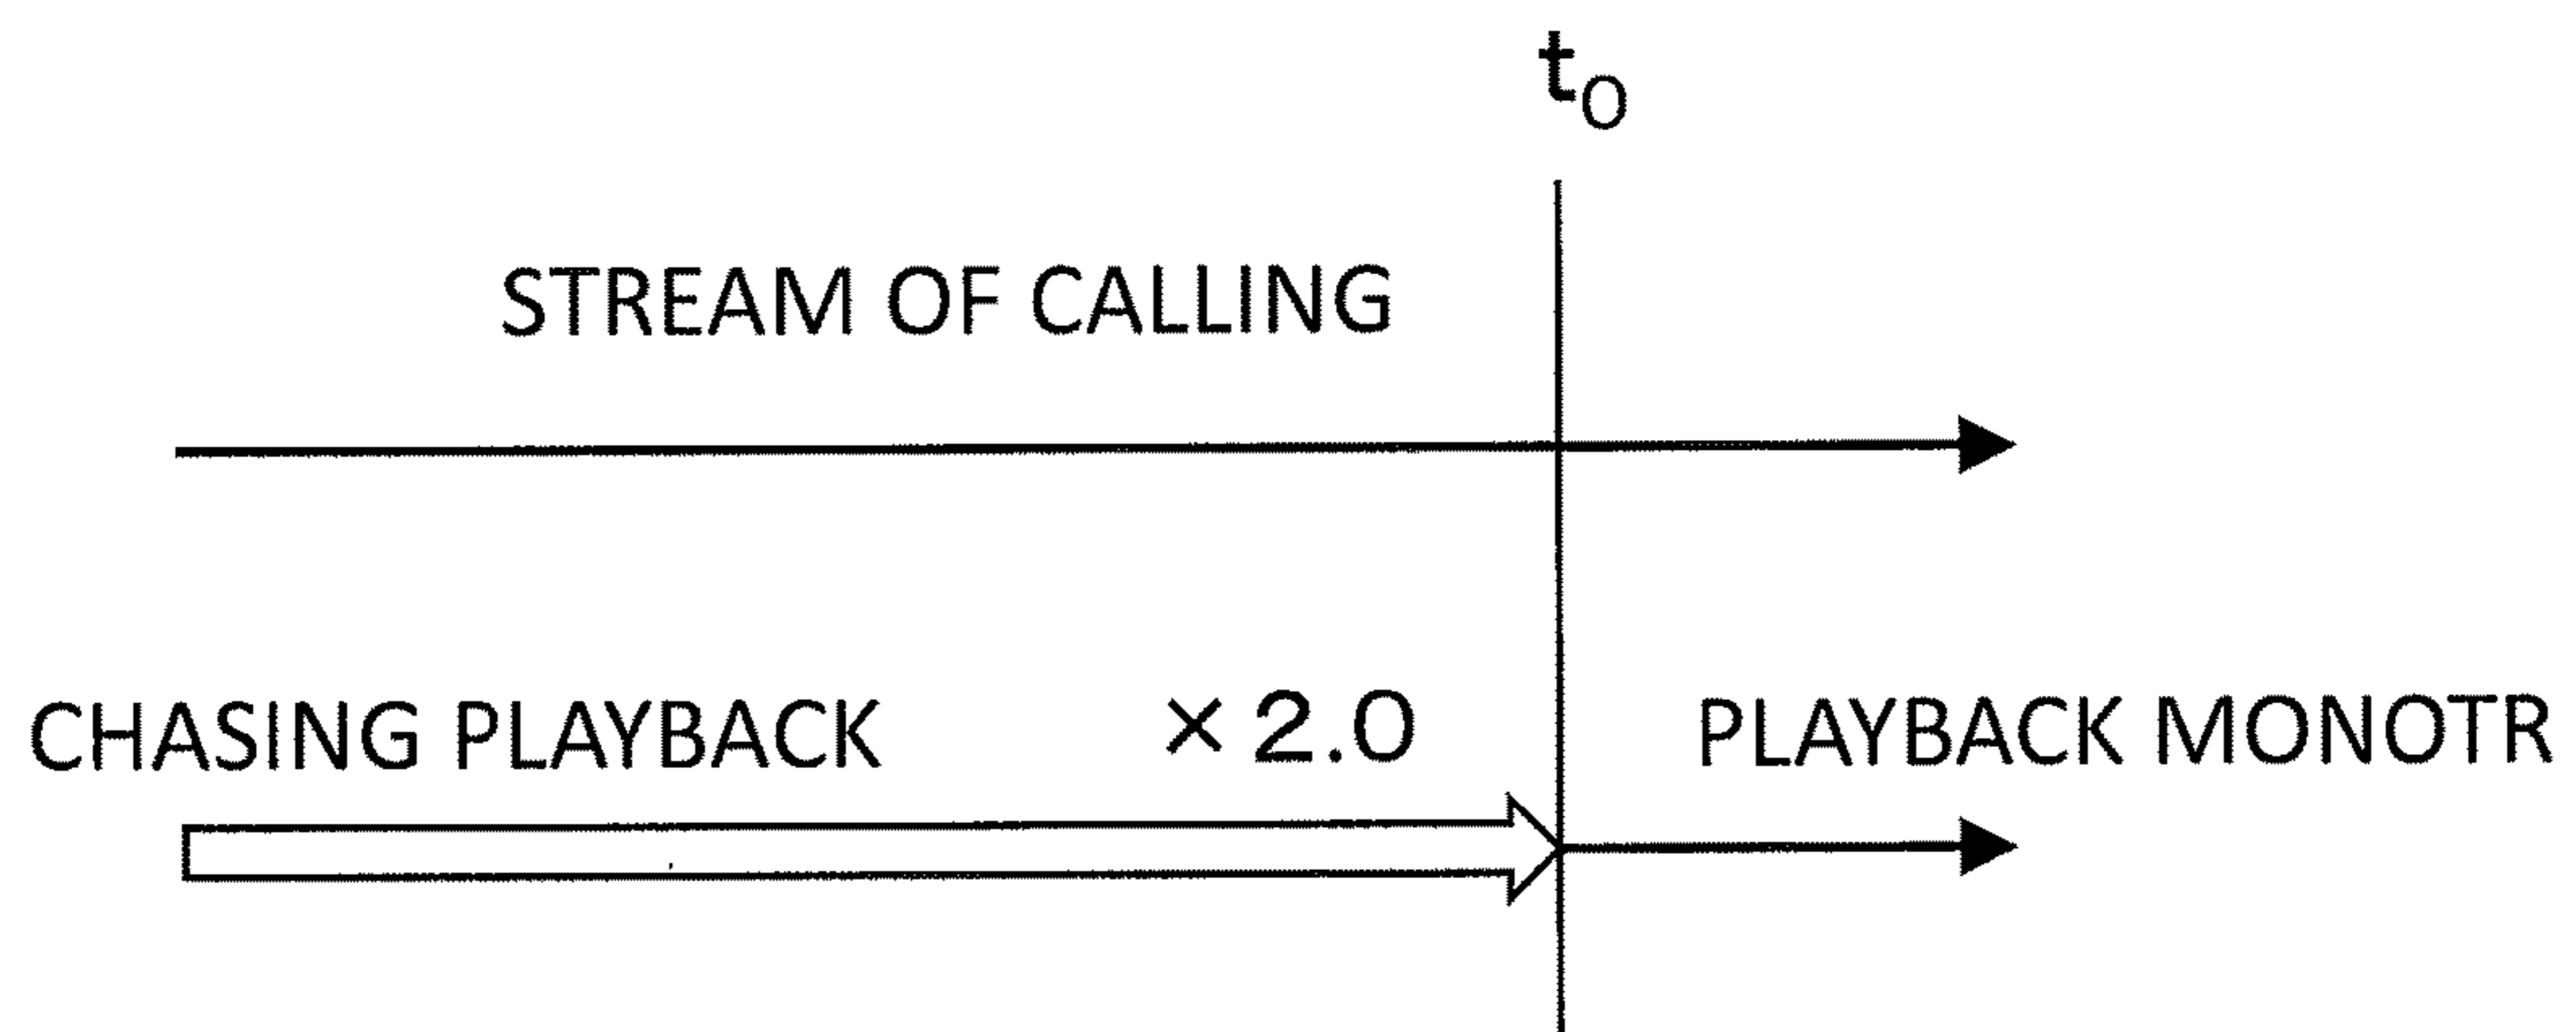 t₀
STREAM OF CALLING
CHASING PLAYBACK × 2.0 PLAYBACK MONOTR